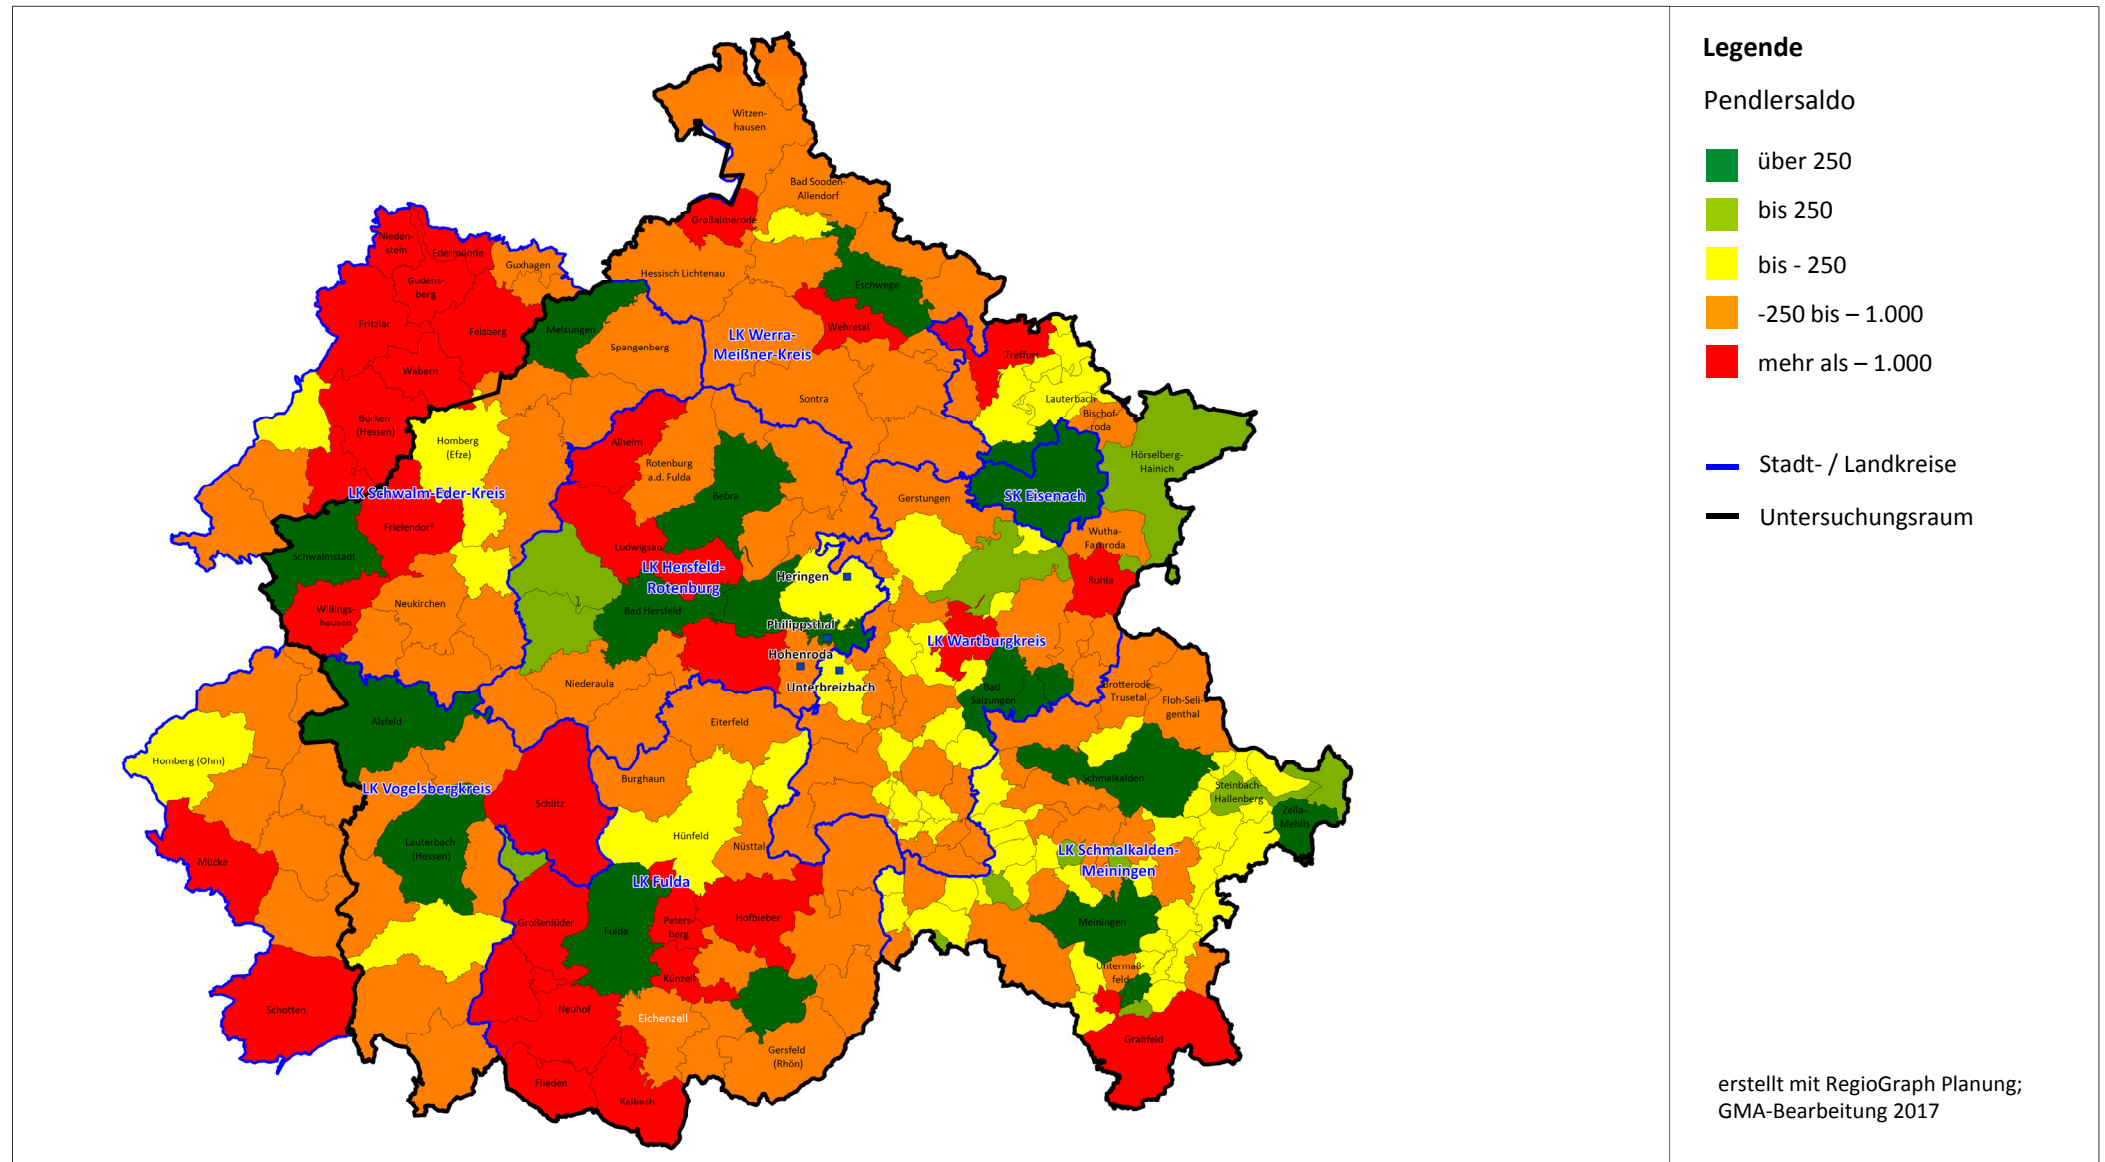 Witzen-
hausen
Bad Sooden-
Allendorf
Großalmerode
Nieden-
stein
Edermünde
Guxhagen
Gudens-
berg
Hessisch Lichtenau
Eschwege
Fritzlar
Felsberg
Melsungen
Wehretal
Spangenberg
LK Werra-
Meißner-Kreis
Treffurt
Wabern
Sontra
Lauterbach
Bischof-
roda
Borken
(Hessen)
Homberg
(Efze)
Alheim
Rotenburg
a.d. Fulda
Hörselberg-
Hainich
Bebra
LK Schwalm-Eder-Kreis
Gerstungen
SK Eisenach
Frielendorf
Wutha-
Farnroda
Schwalmstadt
Ludwigsau
LK Hersfeld-
Rotenburg
Heringen
Ruhla
Neukirchen
Willings-
hausen
Bad Hersfeld
Philippsthal
LK Wartburgkreis
Hohenroda
Niederaula
Unterbreizbach
Bad
Salzungen
Brotterode-
Trusetal
Floh-Seli-
genthal
Alsfeld
Eiterfeld
Homberg (Ohm)
Burghaun
Schmalkalden
LK Vogelsbergkreis
Steinbach-
Hallenberg
Schlitz
Zella-
Mehlis
Hünfeld
Lauterbach
(Hessen)
Nüsttal
Mücke
LK Schmalkalden-
Meiningen
LK Fulda
Großenlüder
Peters-
berg
Hofbieber
Fulda
Meiningen
Künzell
Untermaß-
feld
Schotten
Neuhof
Eichenzell
Grabfeld
Gersfeld
(Rhön)
Flieden
Kalbach
Legende
Pendlersaldo
über 250
bis 250
bis - 250
-250 bis – 1.000
mehr als – 1.000
Stadt- / Landkreise
Untersuchungsraum
erstellt mit RegioGraph Planung;
GMA-Bearbeitung 2017